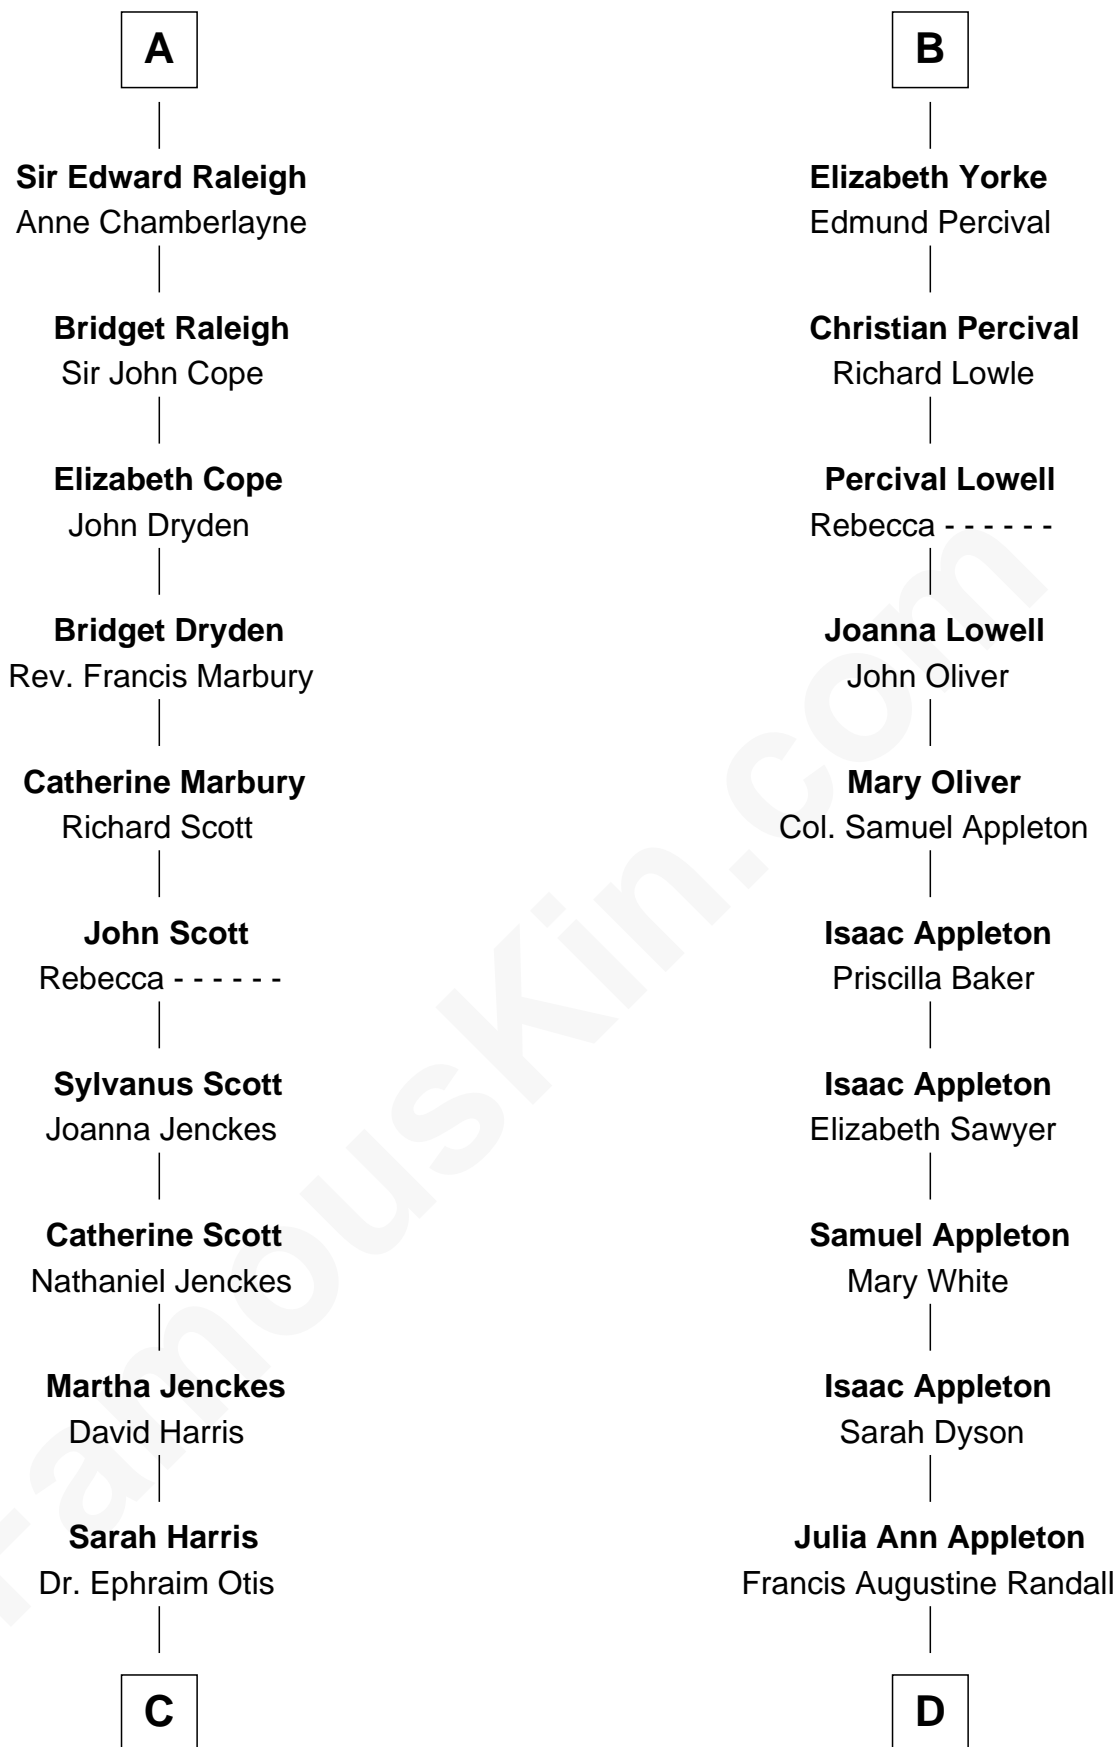 A
Sir Edward Raleigh
Anne Chamberlayne
Bridget Raleigh
Sir John Cope
Elizabeth Cope
John Dryden
Bridget Dryden
Rev. Francis Marbury
Catherine Marbury
Richard Scott
John Scott
Rebecca - - - - - -
Sylvanus Scott
Joanna Jenckes
Catherine Scott
Nathaniel Jenckes
Martha Jenckes
David Harris
Sarah Harris
Dr. Ephraim Otis
C
B
Elizabeth Yorke
Edmund Percival
Christian Percival
Richard Lowle
Percival Lowell
Rebecca - - - - - -
Joanna Lowell
John Oliver
Mary Oliver
Col. Samuel Appleton
Isaac Appleton
Priscilla Baker
Isaac Appleton
Elizabeth Sawyer
Samuel Appleton
Mary White
Isaac Appleton
Sarah Dyson
Julia Ann Appleton
Francis Augustine Randall
D
FamousKin.com